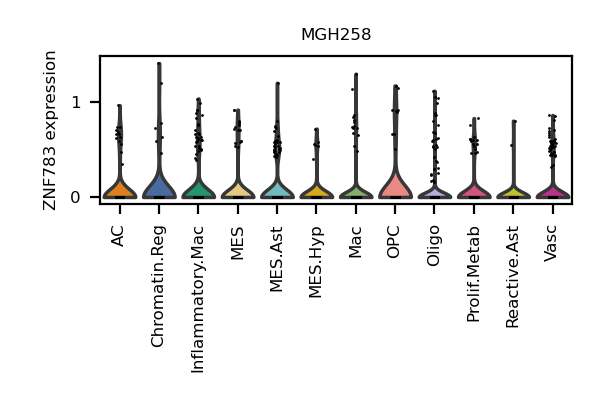 MGH258
ZNF783 expression
1
0
AC
Chromatin.Reg
Inflammatory.Mac
MES
MES.Ast
MES.Hyp
Mac
OPC
Oligo
Prolif.Metab
Reactive.Ast
Vasc